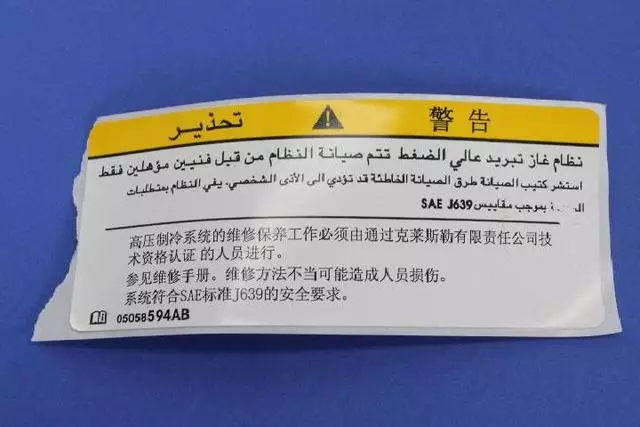 تحذير
警告
نظام غاز تبريد عالي الضغط تتم صيانة النظام من قبل فنيين مؤهلين فقط
استشر كتيب الصيانة طرق الصيانة الخاطئة قد تؤدي الى الأذى الشخصي. يفي النظام بمتطلبات
بموجب مقاييس SAE J639
高压制冷系统的维修保养工作必须由通过克莱斯勒有限责任公司技
术资格认证 的人员进行。
参见维修手册。维修方法不当可能造成人员损伤。
系统符合SAE标准J639的安全要求。
05058594AB